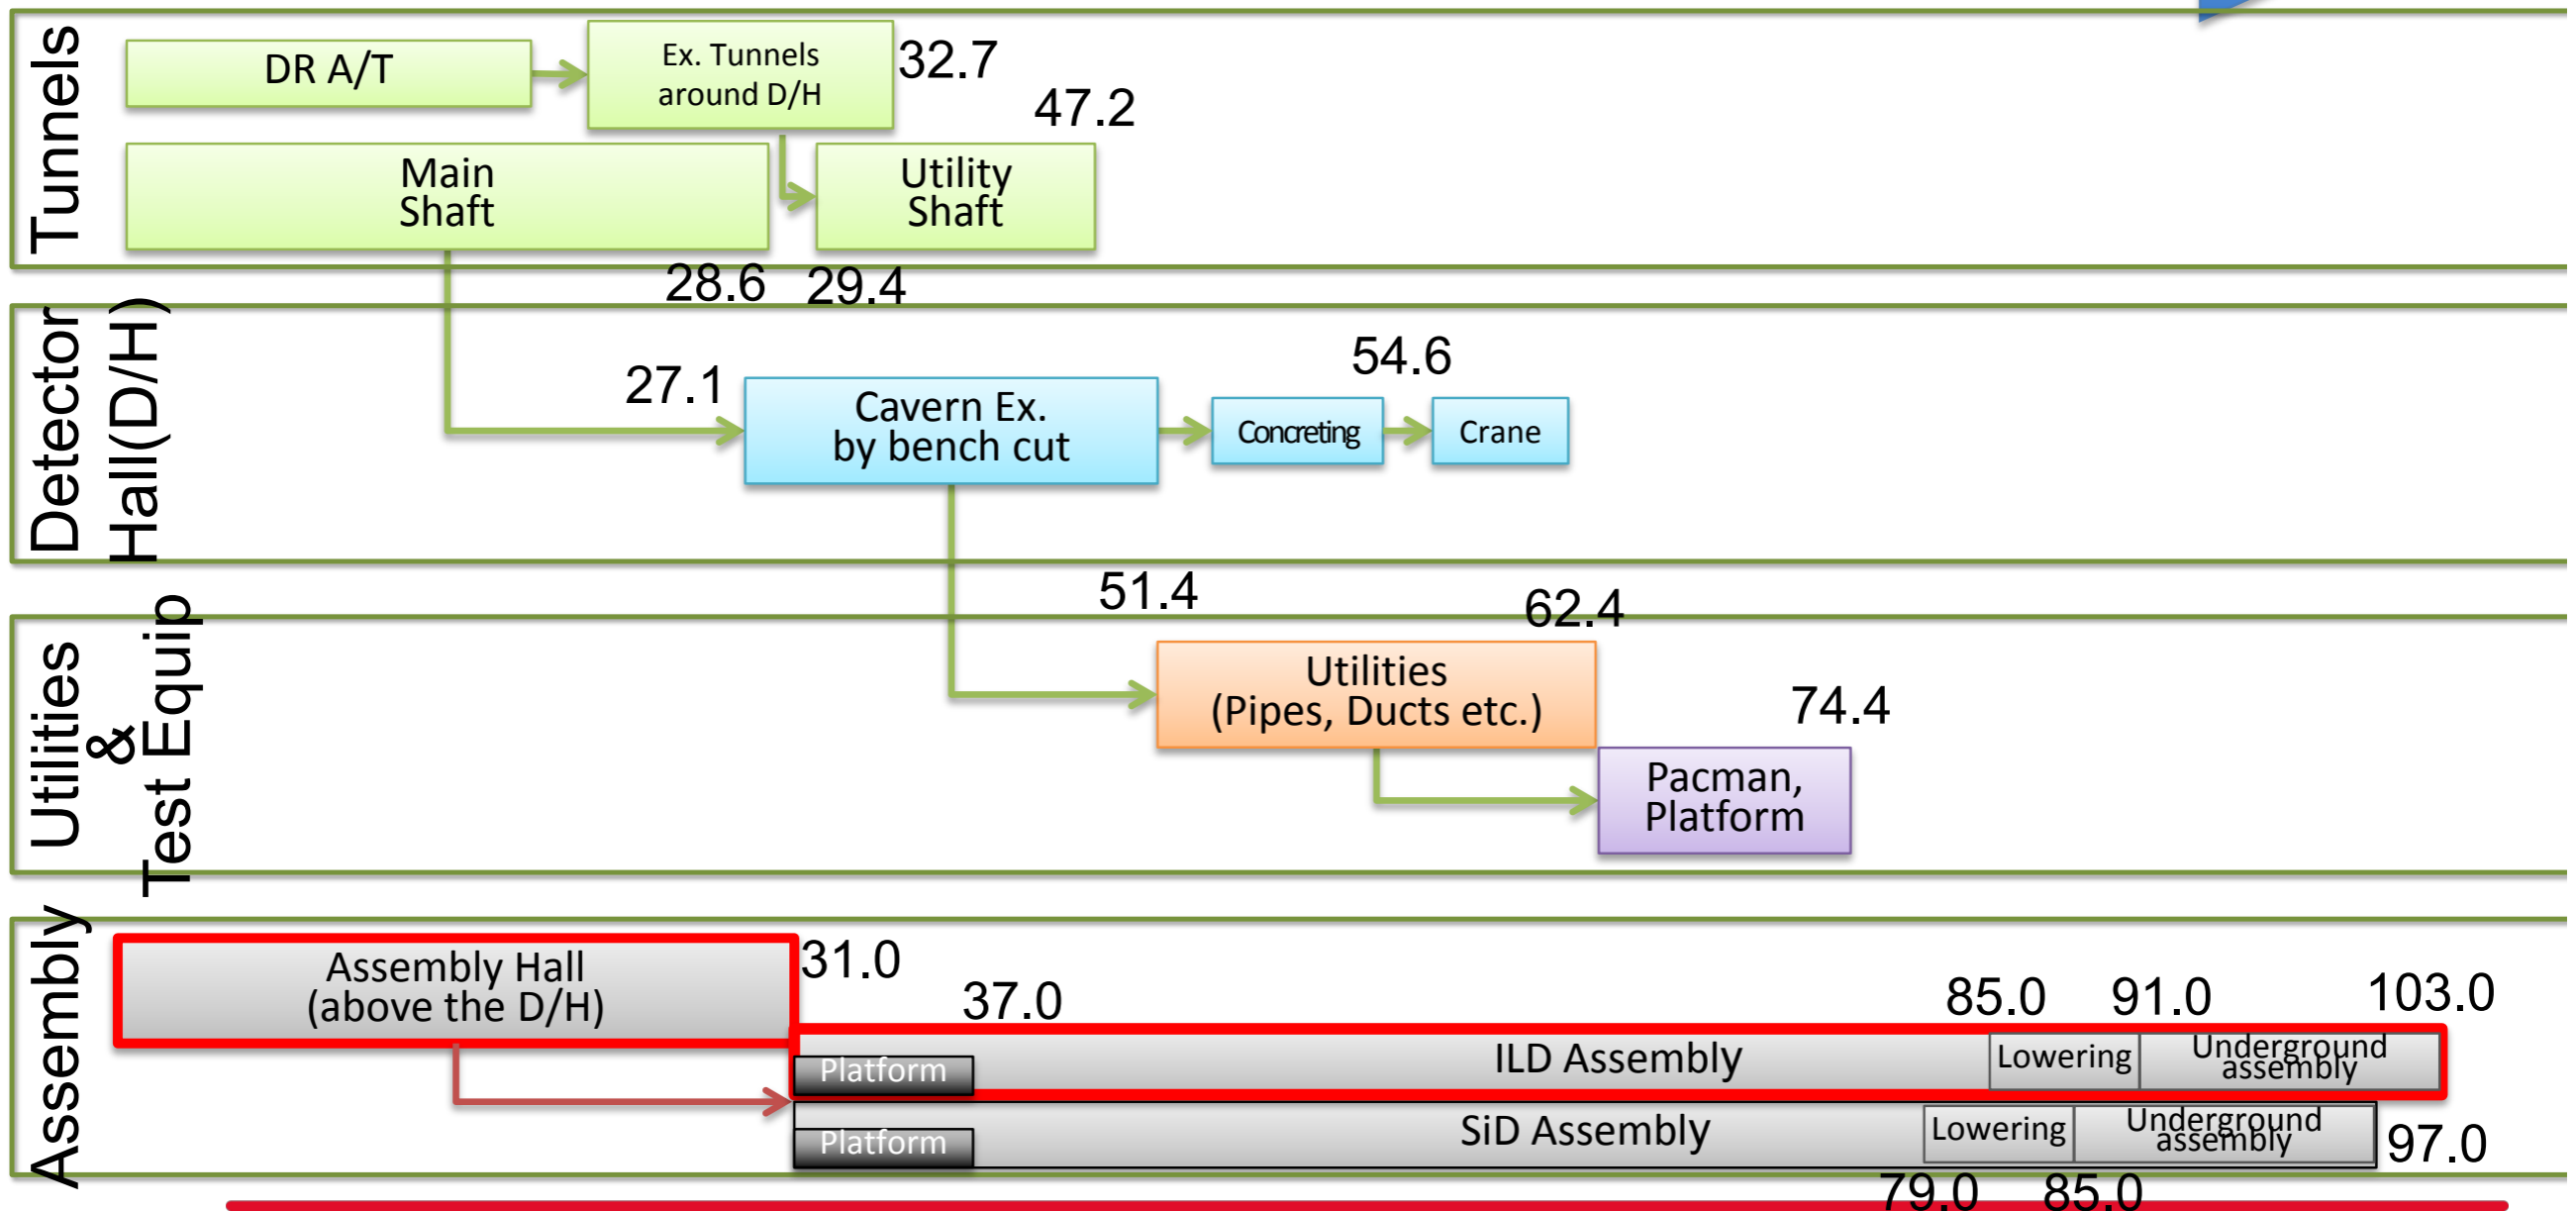 Tunnels
DR A/T
Ex. Tunnels
around D/H
32.7
47.2
Main
Shaft
Utility
Shaft
28.6
29.4
Detector
Hall(D/H)
27.1
Cavern Ex.
by bench cut
54.6
Concreting
Crane
51.4
62.4
Utilities
&
Test Equip
Utilities
(Pipes, Ducts etc.)
74.4
Pacman,
Platform
Assembly
Assembly Hall
(above the D/H)
31.0
37.0
85.0
91.0
103.0
Platform
ILD Assembly
Lowering
Underground
assembly
Platform
SiD Assembly
Lowering
Underground
assembly
97.0
79.0
85.0